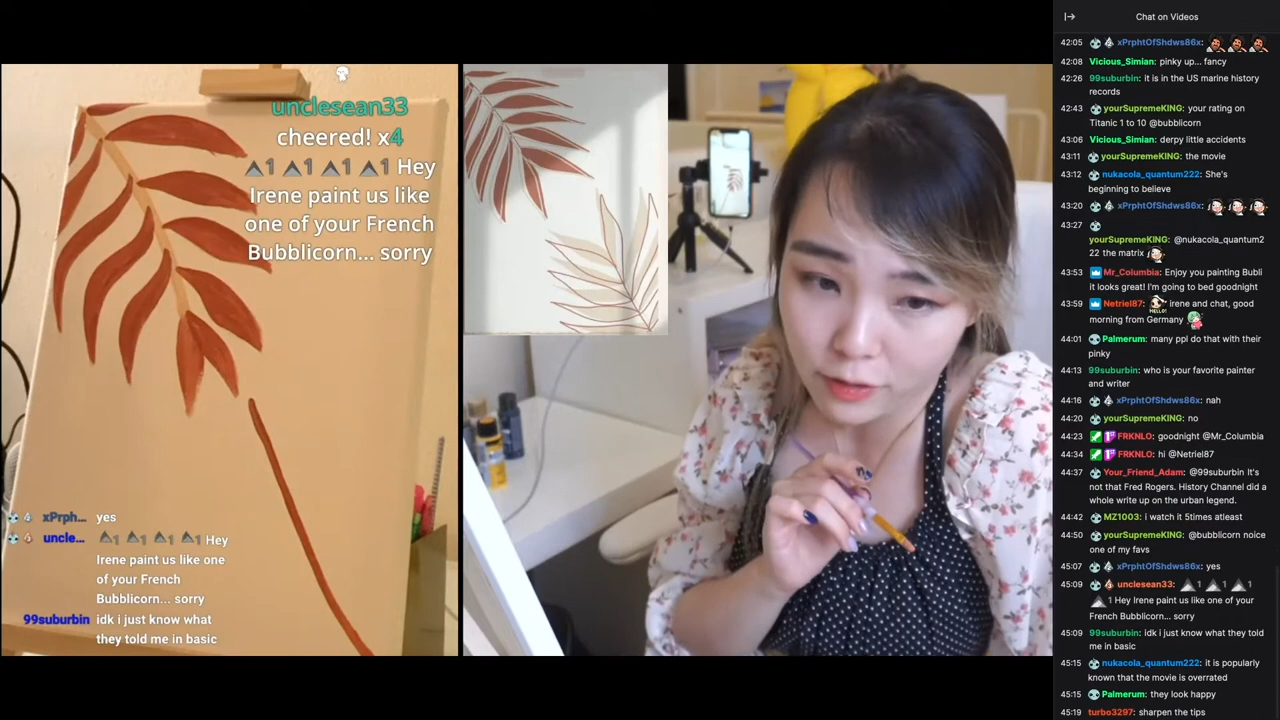 uncleSean33
cheered! x4
1 1 1 1 Hey
Irene paint us like
one of your French
Bubblicorn... sorry
4 xPrph... yes
4 uncle... 1 1 1 1 Hey
Irene paint us like one
of your French
Bubblicorn... sorry
99suburbin idk i just know what
they told me in basic
Chat on Videos
42:05 xPrphtOfShdws86x:
42:08 Vicious_Simian: pinky up... fancy
42:26 99suburbin: it is in the US marine history
records
42:43 yourSupremeKING: your rating on
Titanic 1 to 10 @bubblicorn
43:06 Vicious_Simian: derpy little accidents
43:11 yourSupremeKING: the movie
43:12 nukacola_quantum222: She's
beginning to believe
43:20 xPrphtOfShdws86x:
43:27
yourSupremeKING: @nukacola_quantum2
22 the matrix
43:53 Mr_Columbia: Enjoy you painting Bubli
it looks great! I'm going to bed goodnight
43:59 Netriel87: HELLO! irene and chat, good
morning from Germany
44:01 Palmerum: many ppl do that with their
pinky
44:13 99suburbin: who is your favorite painter
and writer
44:16 xPrphtOfShdws86x: nah
44:20 yourSupremeKING: no
44:23 FRKNLO: goodnight @Mr_Columbia
44:34 FRKNLO: hi @Netriel87
44:37 Your_Friend_Adam: @99suburbin It's
not that Fred Rogers. History Channel did a
whole write up on the urban legend.
44:42 MZ1003: i watch it 5times atleast
44:50 yourSupremeKING: @bubblicorn noice
one of my favs
45:07 xPrphtOfShdws86x: yes
45:09 unclesean33: 1 1 1
1 Hey Irene paint us like one of your
French Bubblicorn... sorry
45:09 99suburbin: idk i just know what they told
me in basic
45:15 nukacola_quantum222: it is popularly
known that the movie is overrated
45:15 Palmerum: they look happy
45:19 turbo3297: sharpen the tips